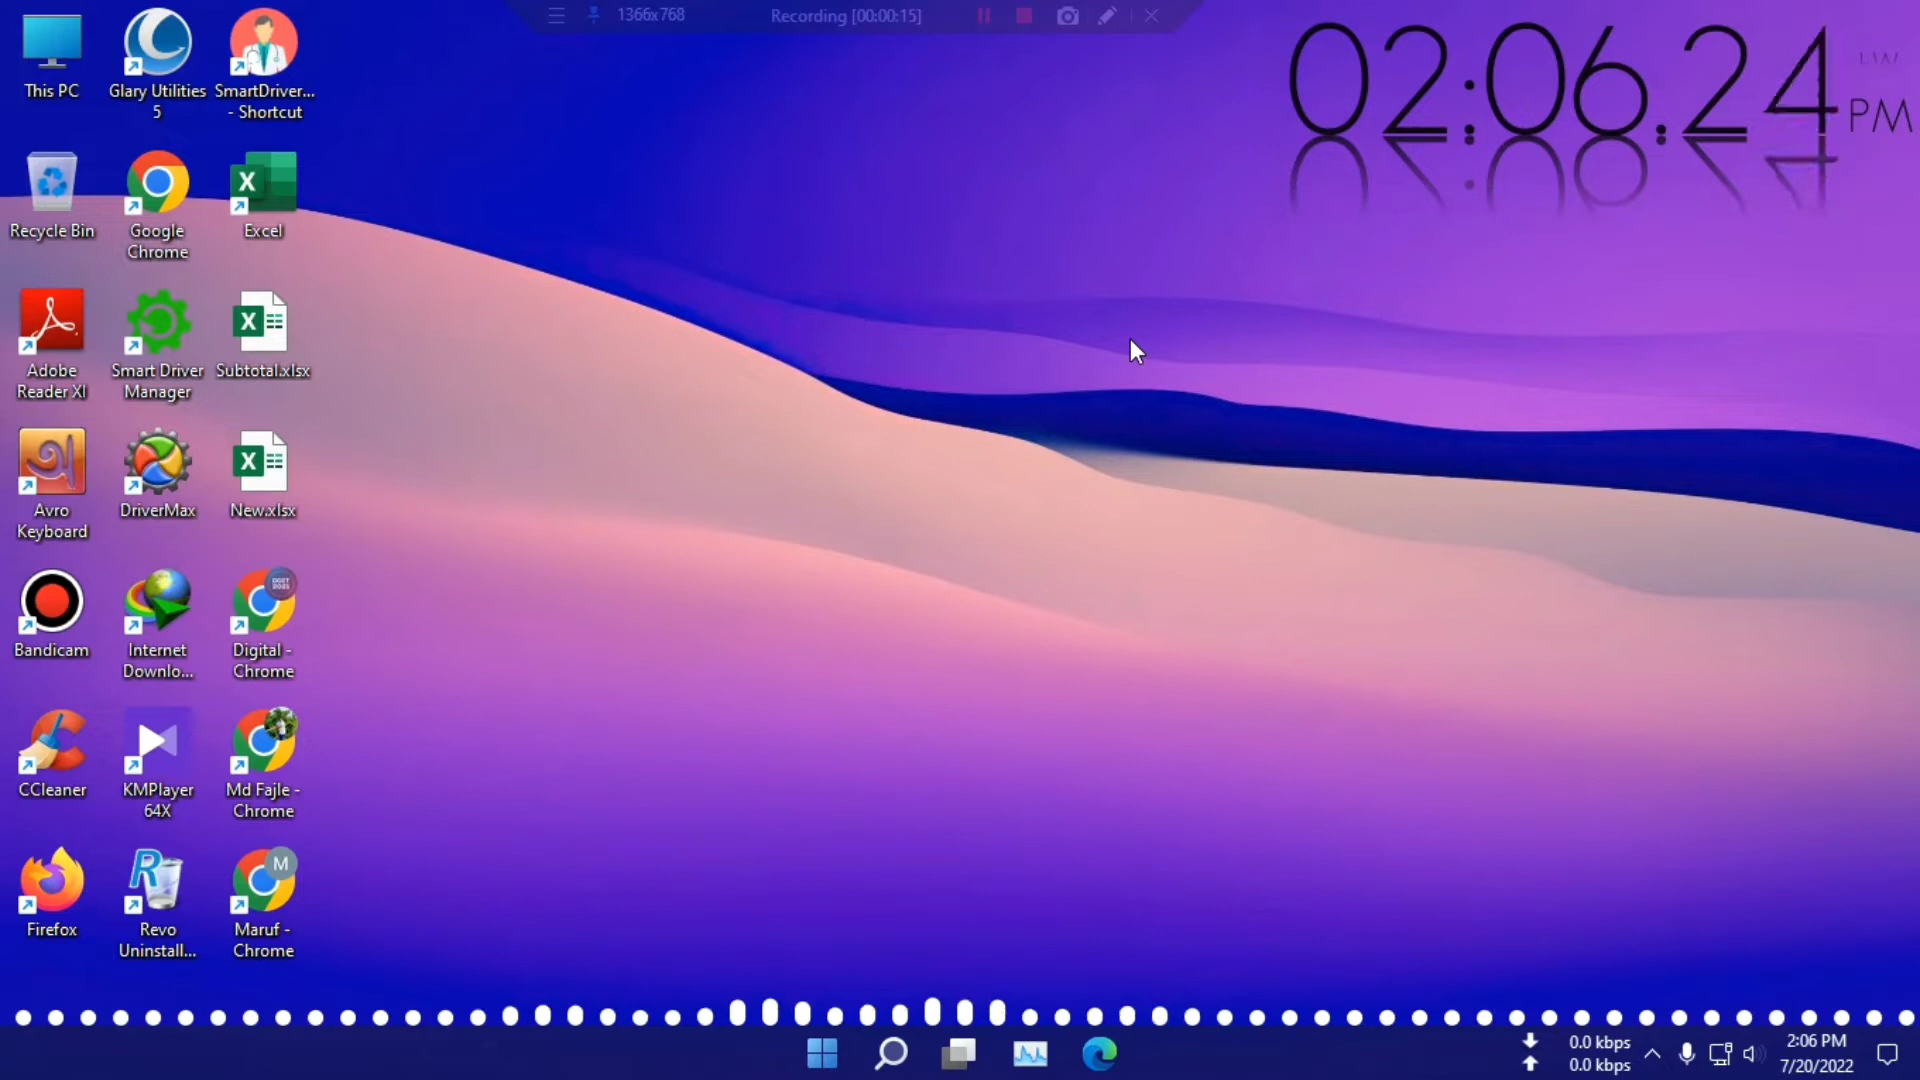 1366x768
Recording [00:00:15]
02:06.24
PM
This PC
Glary Utilities
5
SmartDriver...
- Shortcut
Recycle Bin
Google
Chrome
Excel
Adobe
Reader XI
Smart Driver
Manager
Subtotal.xlsx
Avro
Keyboard
DriverMax
New.xlsx
Bandicam
Internet
Downlo...
Digital -
Chrome
CCleaner
KMPlayer
64X
Md Fajle -
Chrome
Firefox
Revo
Uninstall...
M
Maruf -
Chrome
0.0 kbps
0.0 kbps
2:06 PM
7/20/2022